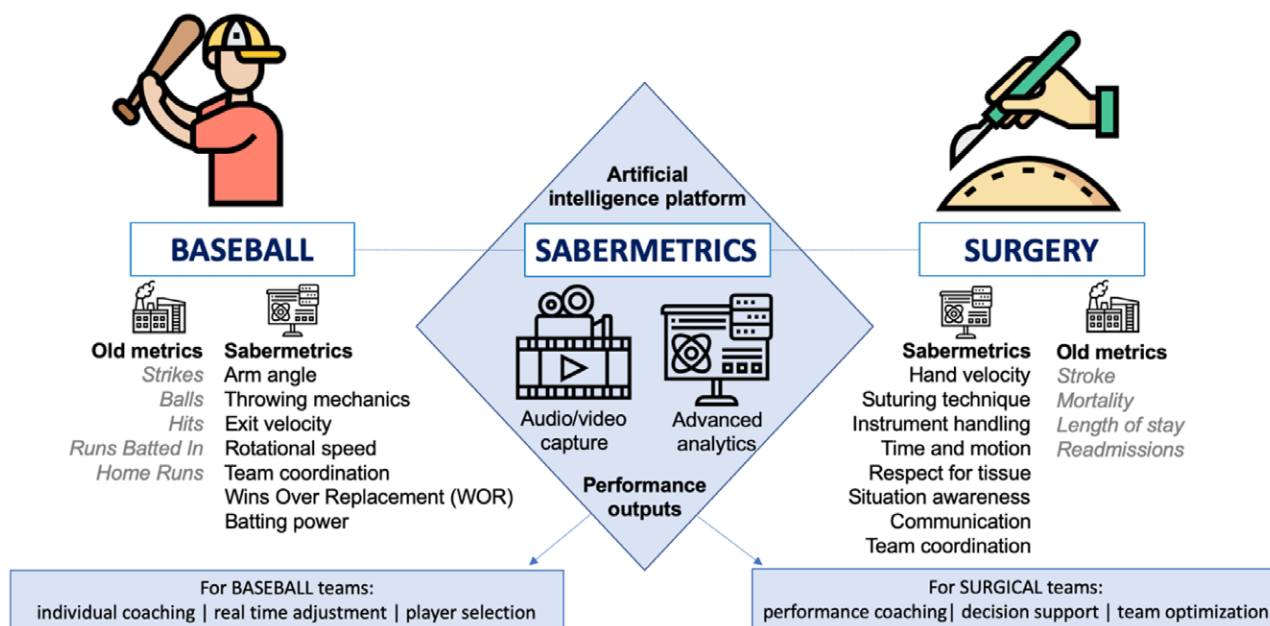 Artificial
intelligence platform
BASEBALL
SABERMETRICS
SURGERY
Old metrics
Strikes
Balls
Hits
Runs Batted In
Home Runs
Sabermetrics
Arm angle
Throwing mechanics
Exit velocity
Rotational speed
Team coordination
Wins Over Replacement (WOR)
Batting power
Audio/video
capture
Advanced
analytics
Performance
outputs
Sabermetrics
Hand velocity
Suturing technique
Instrument handling
Time and motion
Respect for tissue
Situation awareness
Communication
Team coordination
Old metrics
Stroke
Mortality
Length of stay
Readmissions
For BASEBALL teams:
individual coaching | real time adjustment | player selection
For SURGICAL teams:
performance coaching| decision support | team optimization